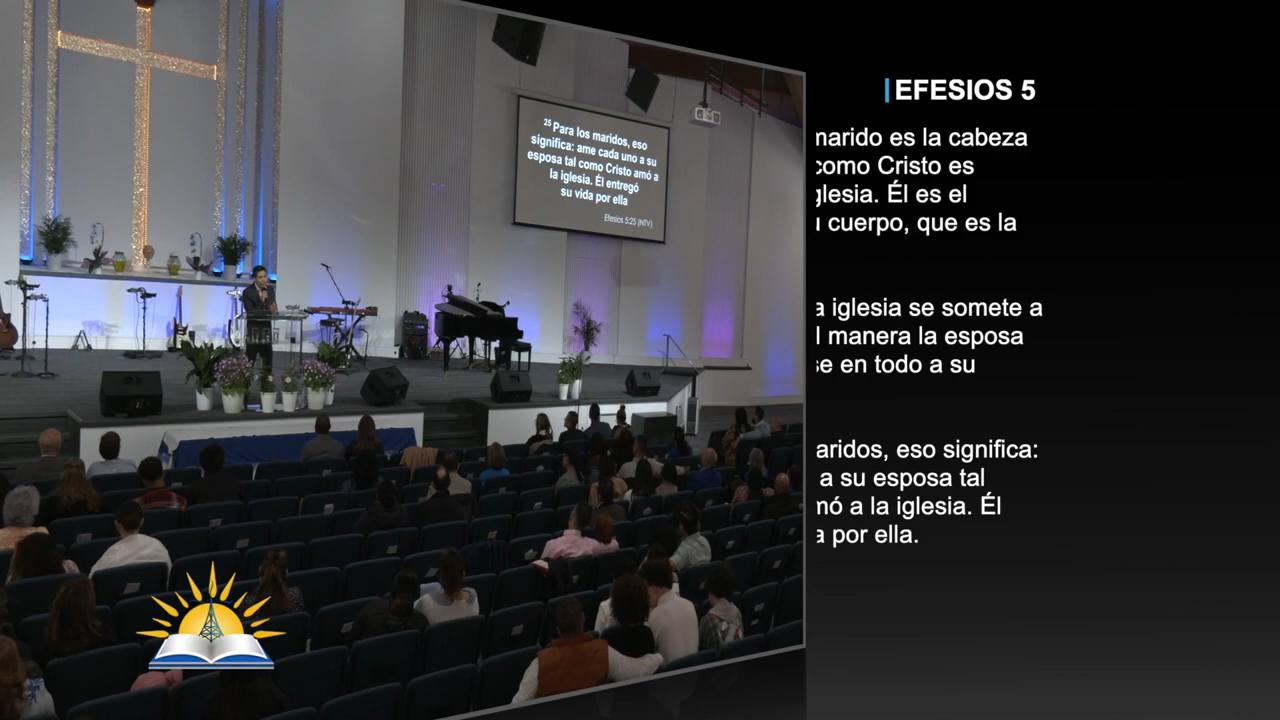 25 Para los maridos, eso
significa: ame cada uno a su
esposa tal como Cristo amó a
la iglesia. Él entregó
su vida por ella
Efesios 5:25 (NTV)
EFESIOS 5
marido es la cabeza
como Cristo es
glesia. Él es el
u cuerpo, que es la
a iglesia se somete a
l manera la esposa
se en todo a su
aridos, eso significa:
a su esposa tal
mó a la iglesia. Él
a por ella.